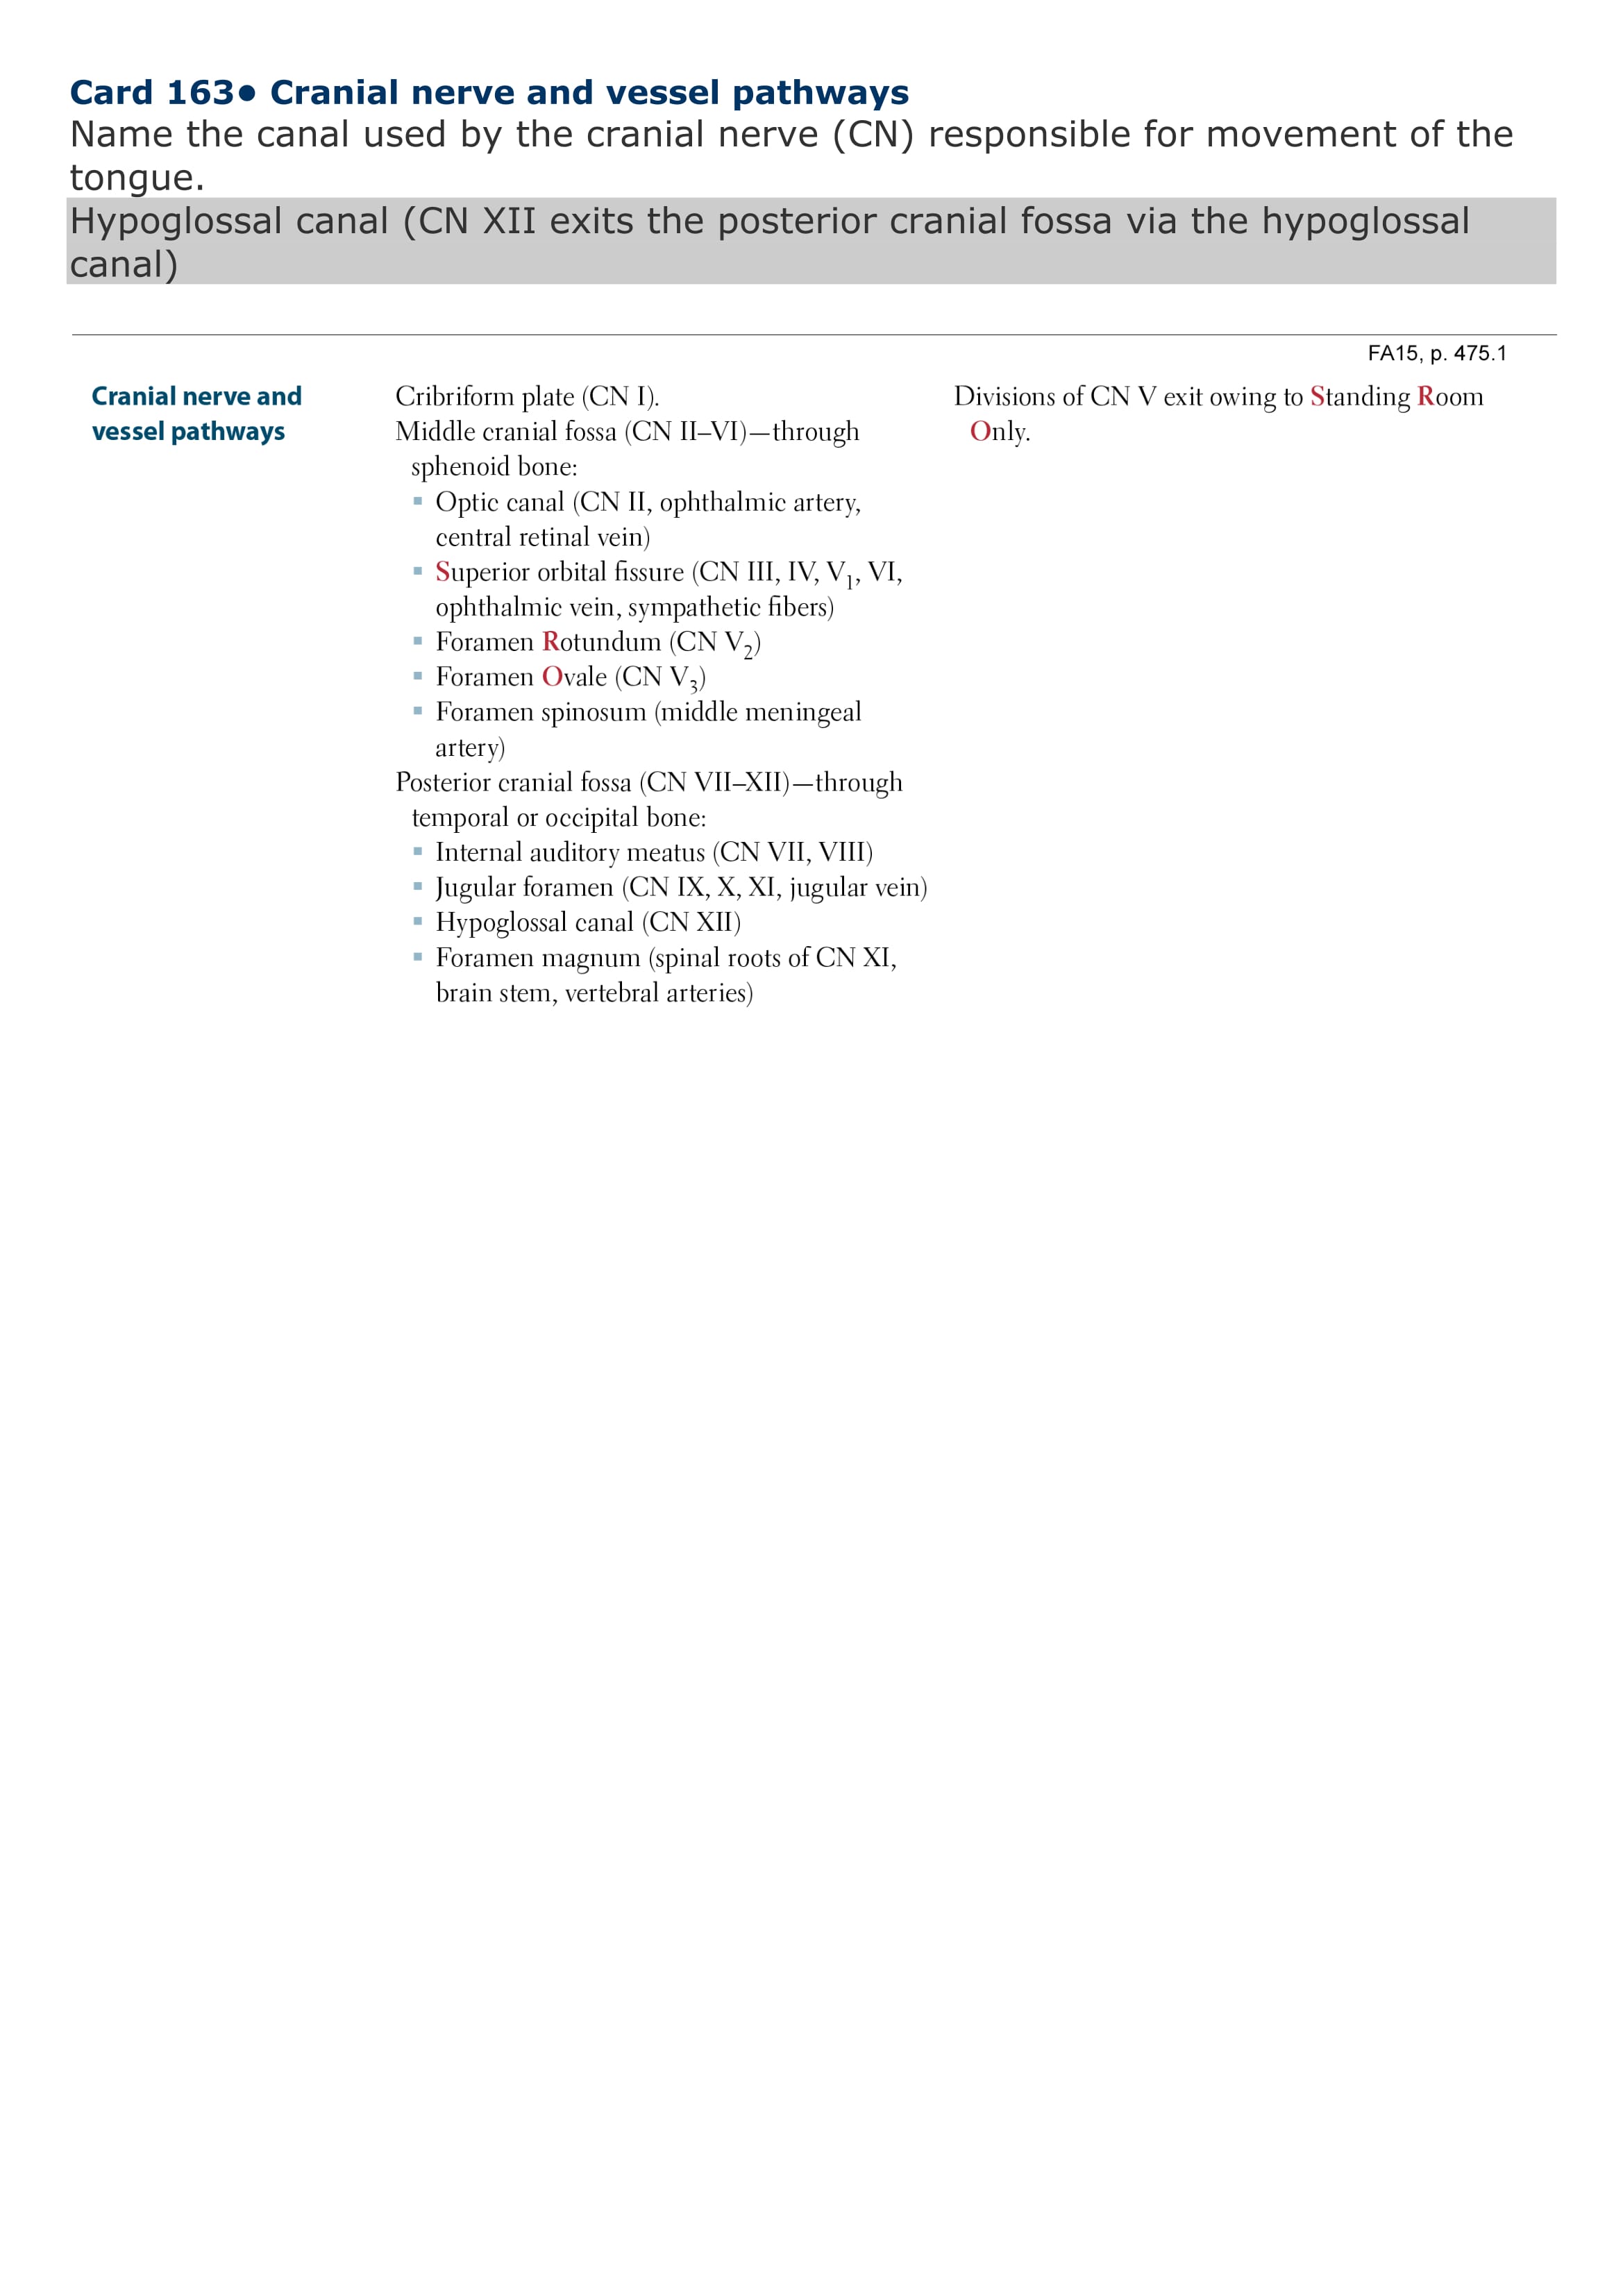 Card 163● Cranial nerve and vessel pathways
Name the canal used by the cranial nerve (CN) responsible for movement of the
tongue.
Hypoglossal canal (CN XII exits the posterior cranial fossa via the hypoglossal
canal)
FA15, p. 475.1
Cranial nerve and
vessel pathways
Cribriform plate (CN I).
Middle cranial fossa (CN II–VI)—through
sphenoid bone:
▪ Optic canal (CN II, ophthalmic artery,
central retinal vein)
▪ Superior orbital fissure (CN III, IV, V₁, VI,
ophthalmic vein, sympathetic fibers)
▪ Foramen Rotundum (CN V₂)
▪ Foramen Ovale (CN V₃)
▪ Foramen spinosum (middle meningeal
artery)
Posterior cranial fossa (CN VII–XII)—through
temporal or occipital bone:
▪ Internal auditory meatus (CN VII, VIII)
▪ Jugular foramen (CN IX, X, XI, jugular vein)
▪ Hypoglossal canal (CN XII)
▪ Foramen magnum (spinal roots of CN XI,
brain stem, vertebral arteries)
Divisions of CN V exit owing to Standing Room
Only.